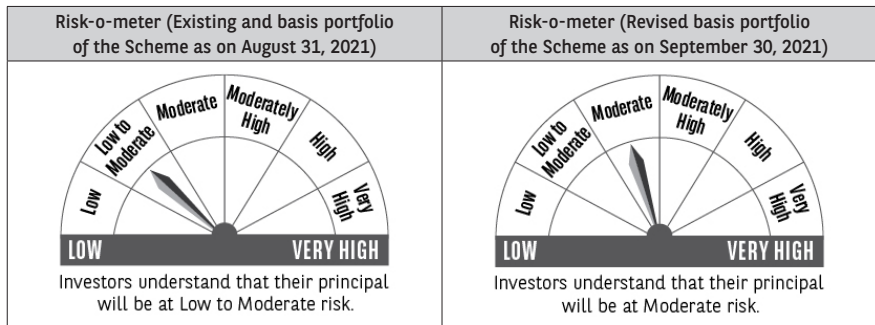 Risk-o-meter (Existing and basis portfolio
of the Scheme as on August 31, 2021)
Low
Low to
Moderate
Moderate
Moderately
High
High
Very
High
LOW
VERY HIGH
Investors understand that their principal
will be at Low to Moderate risk.
Risk-o-meter (Revised basis portfolio
of the Scheme as on September 30, 2021)
Low
Low to
Moderate
Moderate
Moderately
High
High
Very
High
LOW
VERY HIGH
Investors understand that their principal
will be at Moderate risk.